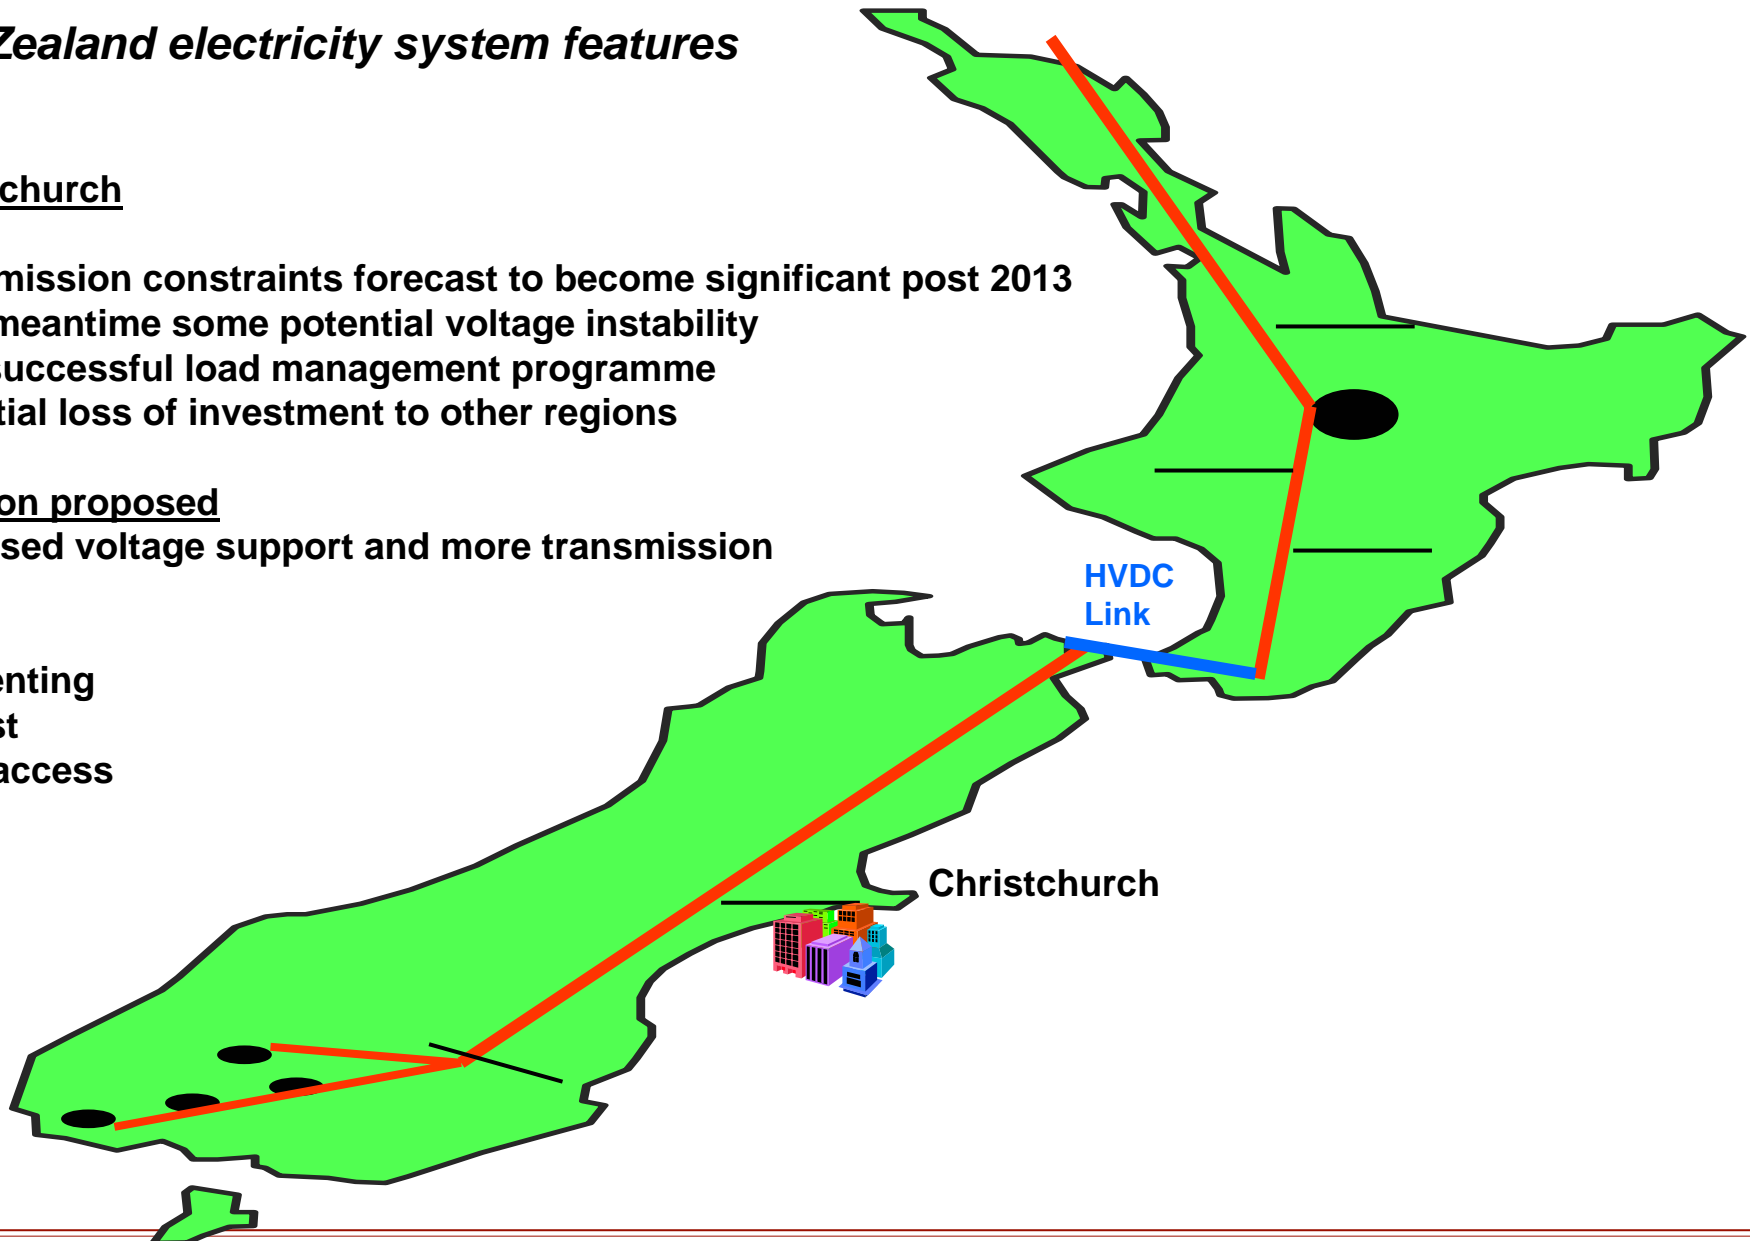 Zealand electricity system features
church
mission constraints forecast to become significant post 2013
meantime some potential voltage instability
successful load management programme
tial loss of investment to other regions
on proposed
sed voltage support and more transmission
HVDC
Link
enting
st
access
Christchurch